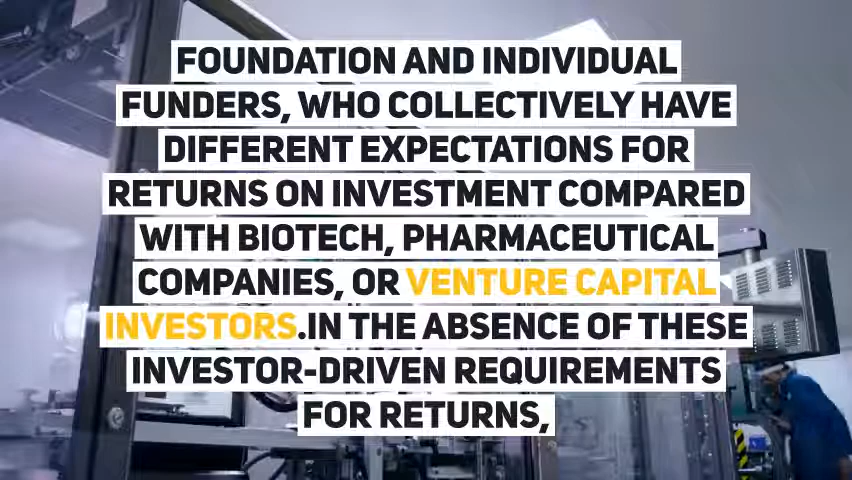 FOUNDATION AND INDIVIDUAL
FUNDERS, WHO COLLECTIVELY HAVE
DIFFERENT EXPECTATIONS FOR
RETURNS ON INVESTMENT COMPARED
WITH BIOTECH, PHARMACEUTICAL
COMPANIES, OR VENTURE CAPITAL
INVESTORS.IN THE ABSENCE OF THESE
INVESTOR-DRIVEN REQUIREMENTS
FOR RETURNS,